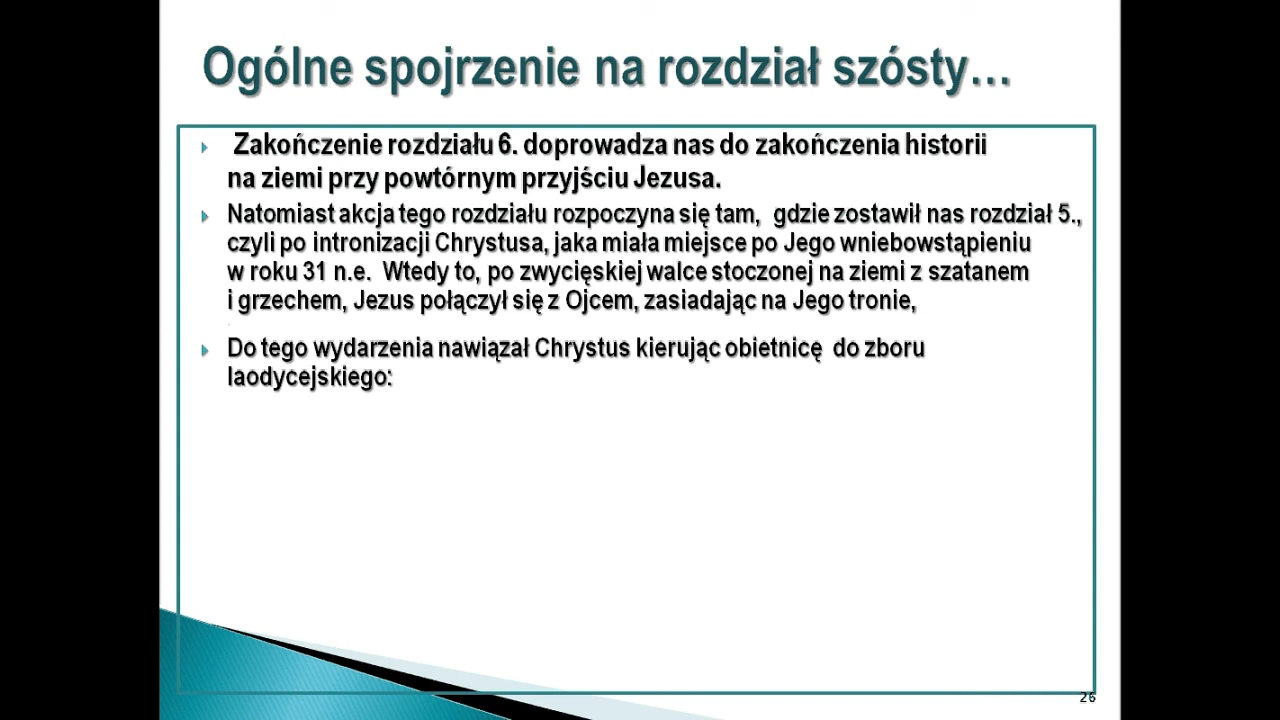 Ogólne spojrzenie na rozdział szósty…
Zakończenie rozdziału 6. doprowadza nas do zakończenia historii
na ziemi przy powtórnym przyjściu Jezusa.
Natomiast akcja tego rozdziału rozpoczyna się tam, gdzie zostawił nas rozdział 5.,
czyli po intronizacji Chrystusa, jaka miała miejsce po Jego wniebowstąpieniu
w roku 31 n.e. Wtedy to, po zwycięskiej walce stoczonej na ziemi z szatanem
i grzechem, Jezus połączył się z Ojcem, zasiadając na Jego tronie,
Do tego wydarzenia nawiązał Chrystus kierując obietnicę do zboru
laodycejskiego:
26